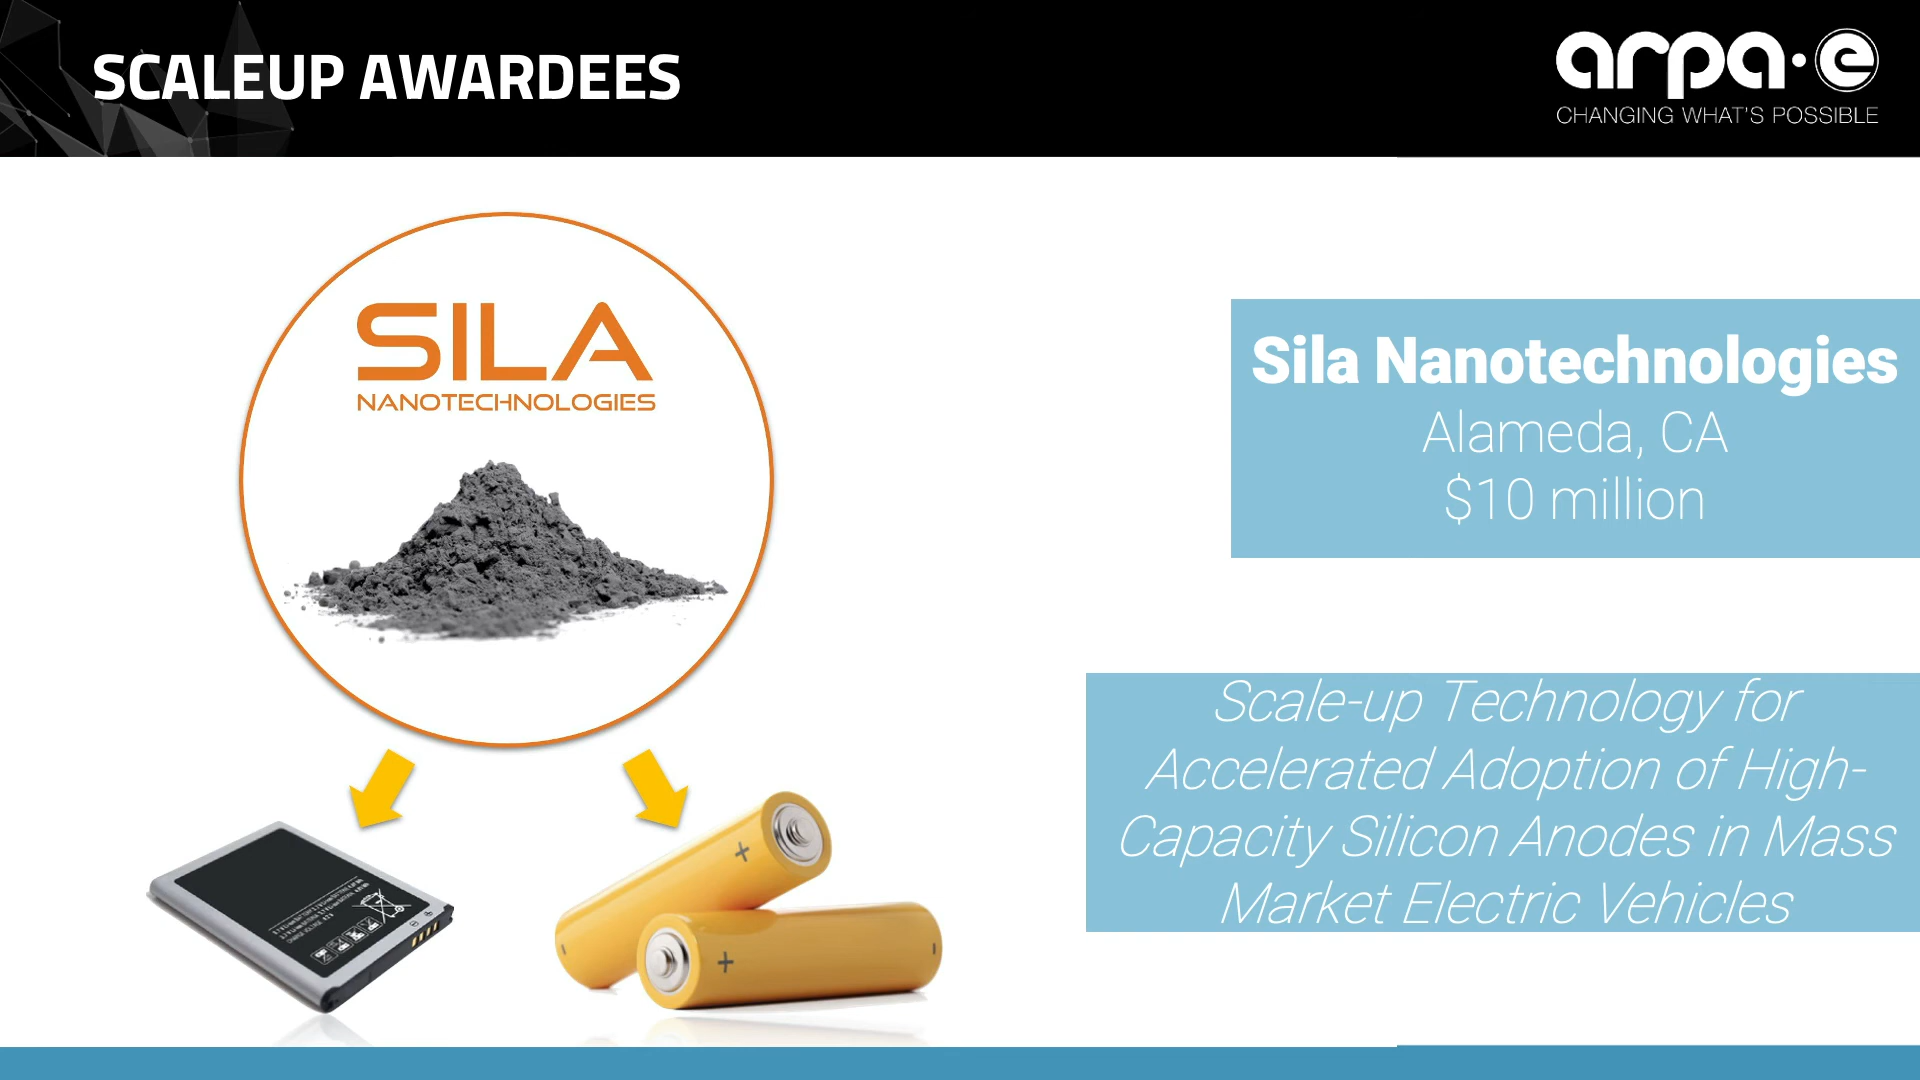 SCALEUP AWARDEES
arpa·e
CHANGING WHAT'S POSSIBLE
SILA
NANOTECHNOLOGIES
Sila Nanotechnologies
Alameda, CA
$10 million
Scale-up Technology for
Accelerated Adoption of High-
Capacity Silicon Anodes in Mass
Market Electric Vehicles
+
+